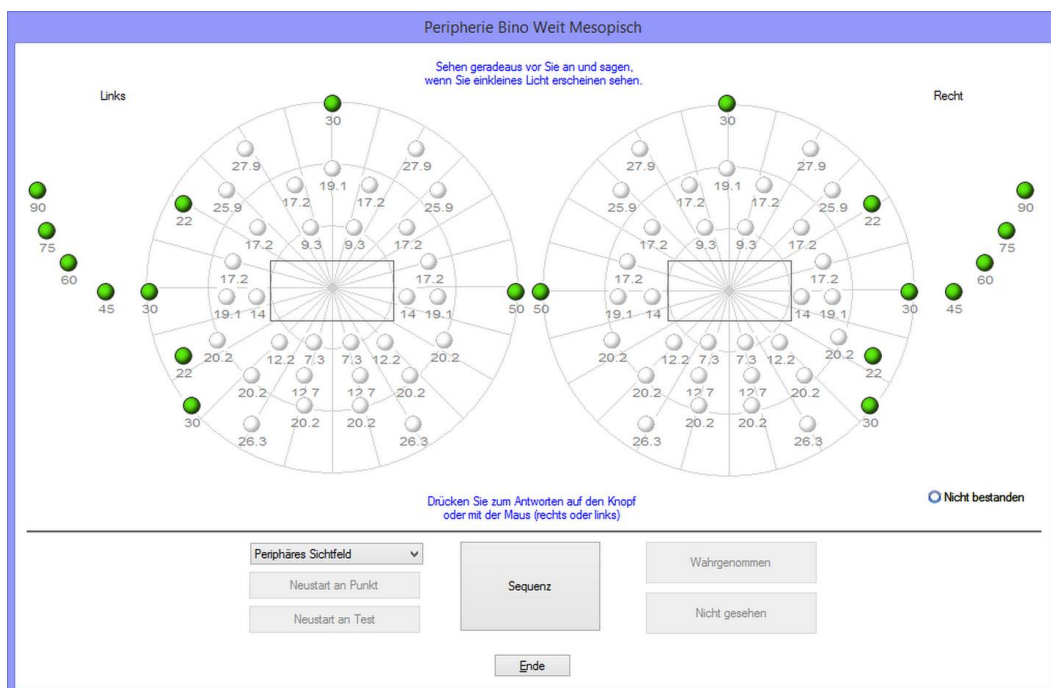 Peripherie Bino Weit Mesopisch
Sehen geradeaus vor Sie an und sagen,
wenn Sie einkleines Licht erscheinen sehen.
Links
Recht
30 30
27.9 27.9 27.9 27.9
19.1 19.1
90 25.9 17.2 17.2 25.9 25.9 17.2 17.2 25.9 90
22 22
75 17.2 9.3 9.3 17.2 17.2 9.3 9.3 17.2 75
60 17.2 17.2 17.2 17.2 60
45 30 50 50 30 45
19.1 14 14 19.1 19.1 14 14 19.1
20.2 12.2 7.3 7.3 12.2 20.2 20.2 12.2 7.3 7.3 12.2 20.2
22 22
20.2 12.7 12.7 20.2 20.2 12.7 12.7 20.2
30 20.2 20.2 20.2 20.2 30
26.3 26.3 26.3 26.3
Drücken Sie zum Antworten auf den Knopf
oder mit der Maus (rechts oder links)
Nicht bestanden
Periphäres Sichtfeld
Neustart an Punkt
Neustart an Test
Sequenz
Wahrgenommen
Nicht gesehen
Ende